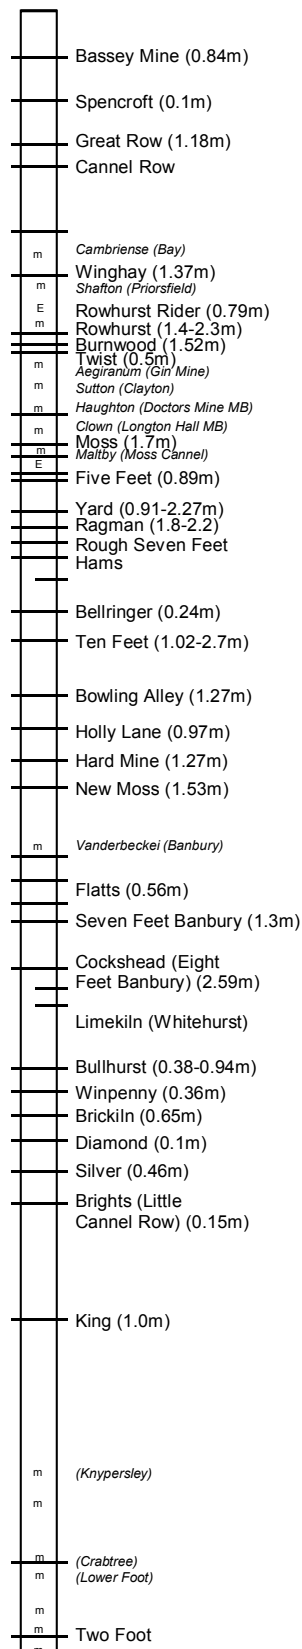 Bassey Mine (0.84m)
Spencroft (0.1m)
Great Row (1.18m)
Cannel Row
m
Cambriense (Bay)
Winghay (1.37m)
m
Shafton (Priorsfield)
E
Rowhurst Rider (0.79m)
m
Rowhurst (1.4-2.3m)
Burnwood (1.52m)
Twist (0.5m)
m
Aegiranum (Gin Mine)
m
Sutton (Clayton)
m
Haughton (Doctors Mine MB)
m
Clown (Longton Hall MB)
Moss (1.7m)
m
Maltby (Moss Cannel)
E
Five Feet (0.89m)
Yard (0.91-2.27m)
Ragman (1.8-2.2)
Rough Seven Feet
Hams
Bellringer (0.24m)
Ten Feet (1.02-2.7m)
Bowling Alley (1.27m)
Holly Lane (0.97m)
Hard Mine (1.27m)
New Moss (1.53m)
m
Vanderbeckei (Banbury)
Flatts (0.56m)
Seven Feet Banbury (1.3m)
Cockshead (Eight
Feet Banbury) (2.59m)
Limekiln (Whitehurst)
Bullhurst (0.38-0.94m)
Winpenny (0.36m)
Brickiln (0.65m)
Diamond (0.1m)
Silver (0.46m)
Brights (Little
Cannel Row) (0.15m)
King (1.0m)
m
(Knypersley)
m
m
(Crabtree)
m
(Lower Foot)
m
m
Two Foot
m